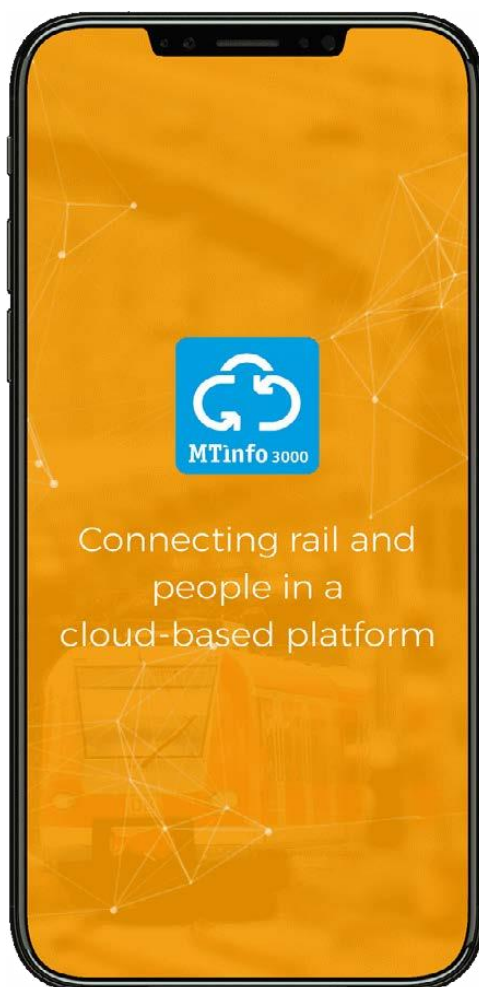 MTinfo 3000
Connecting rail and
people in a
cloud-based platform